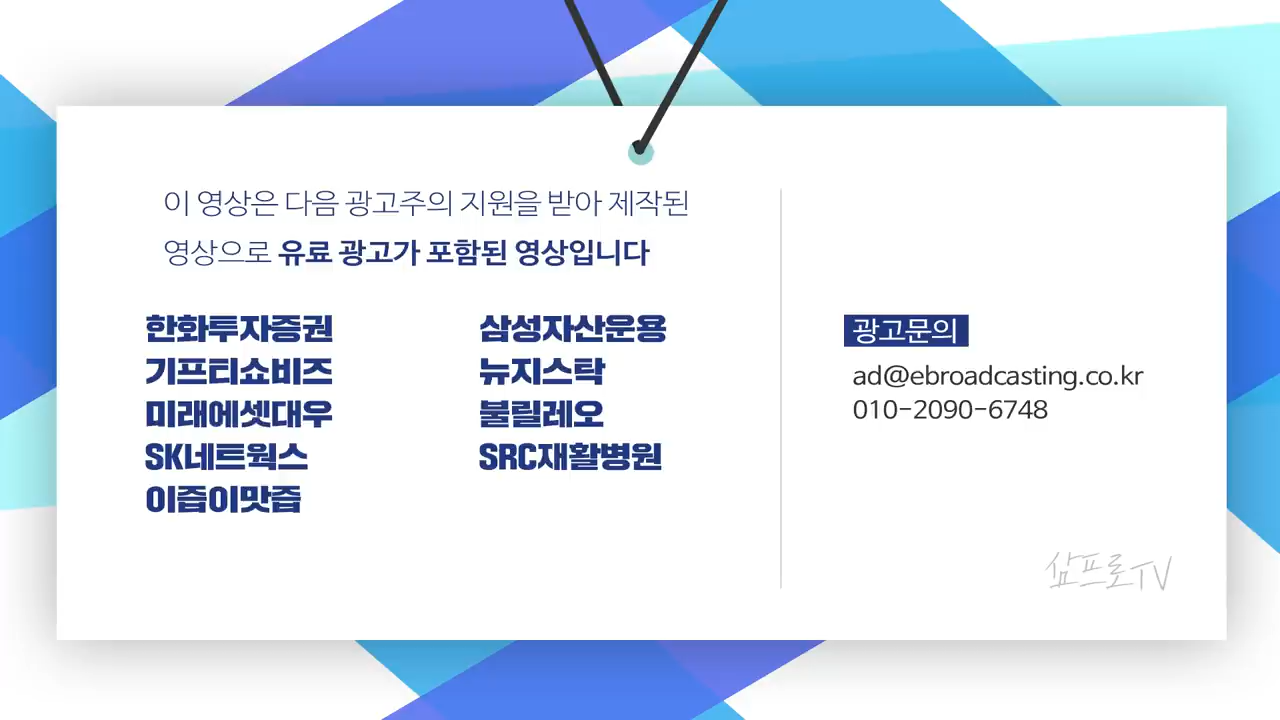 이 영상은 다음 광고주의 지원을 받아 제작된
영상으로 유료 광고가 포함된 영상입니다
한화투자증권
기프티쇼비즈
미래에셋대우
SK네트웍스
이즙이맛즙
삼성자산운용
뉴지스탁
불릴레오
SRC재활병원
광고문의
ad@ebroadcasting.co.kr
010-2090-6748
삼프로TV